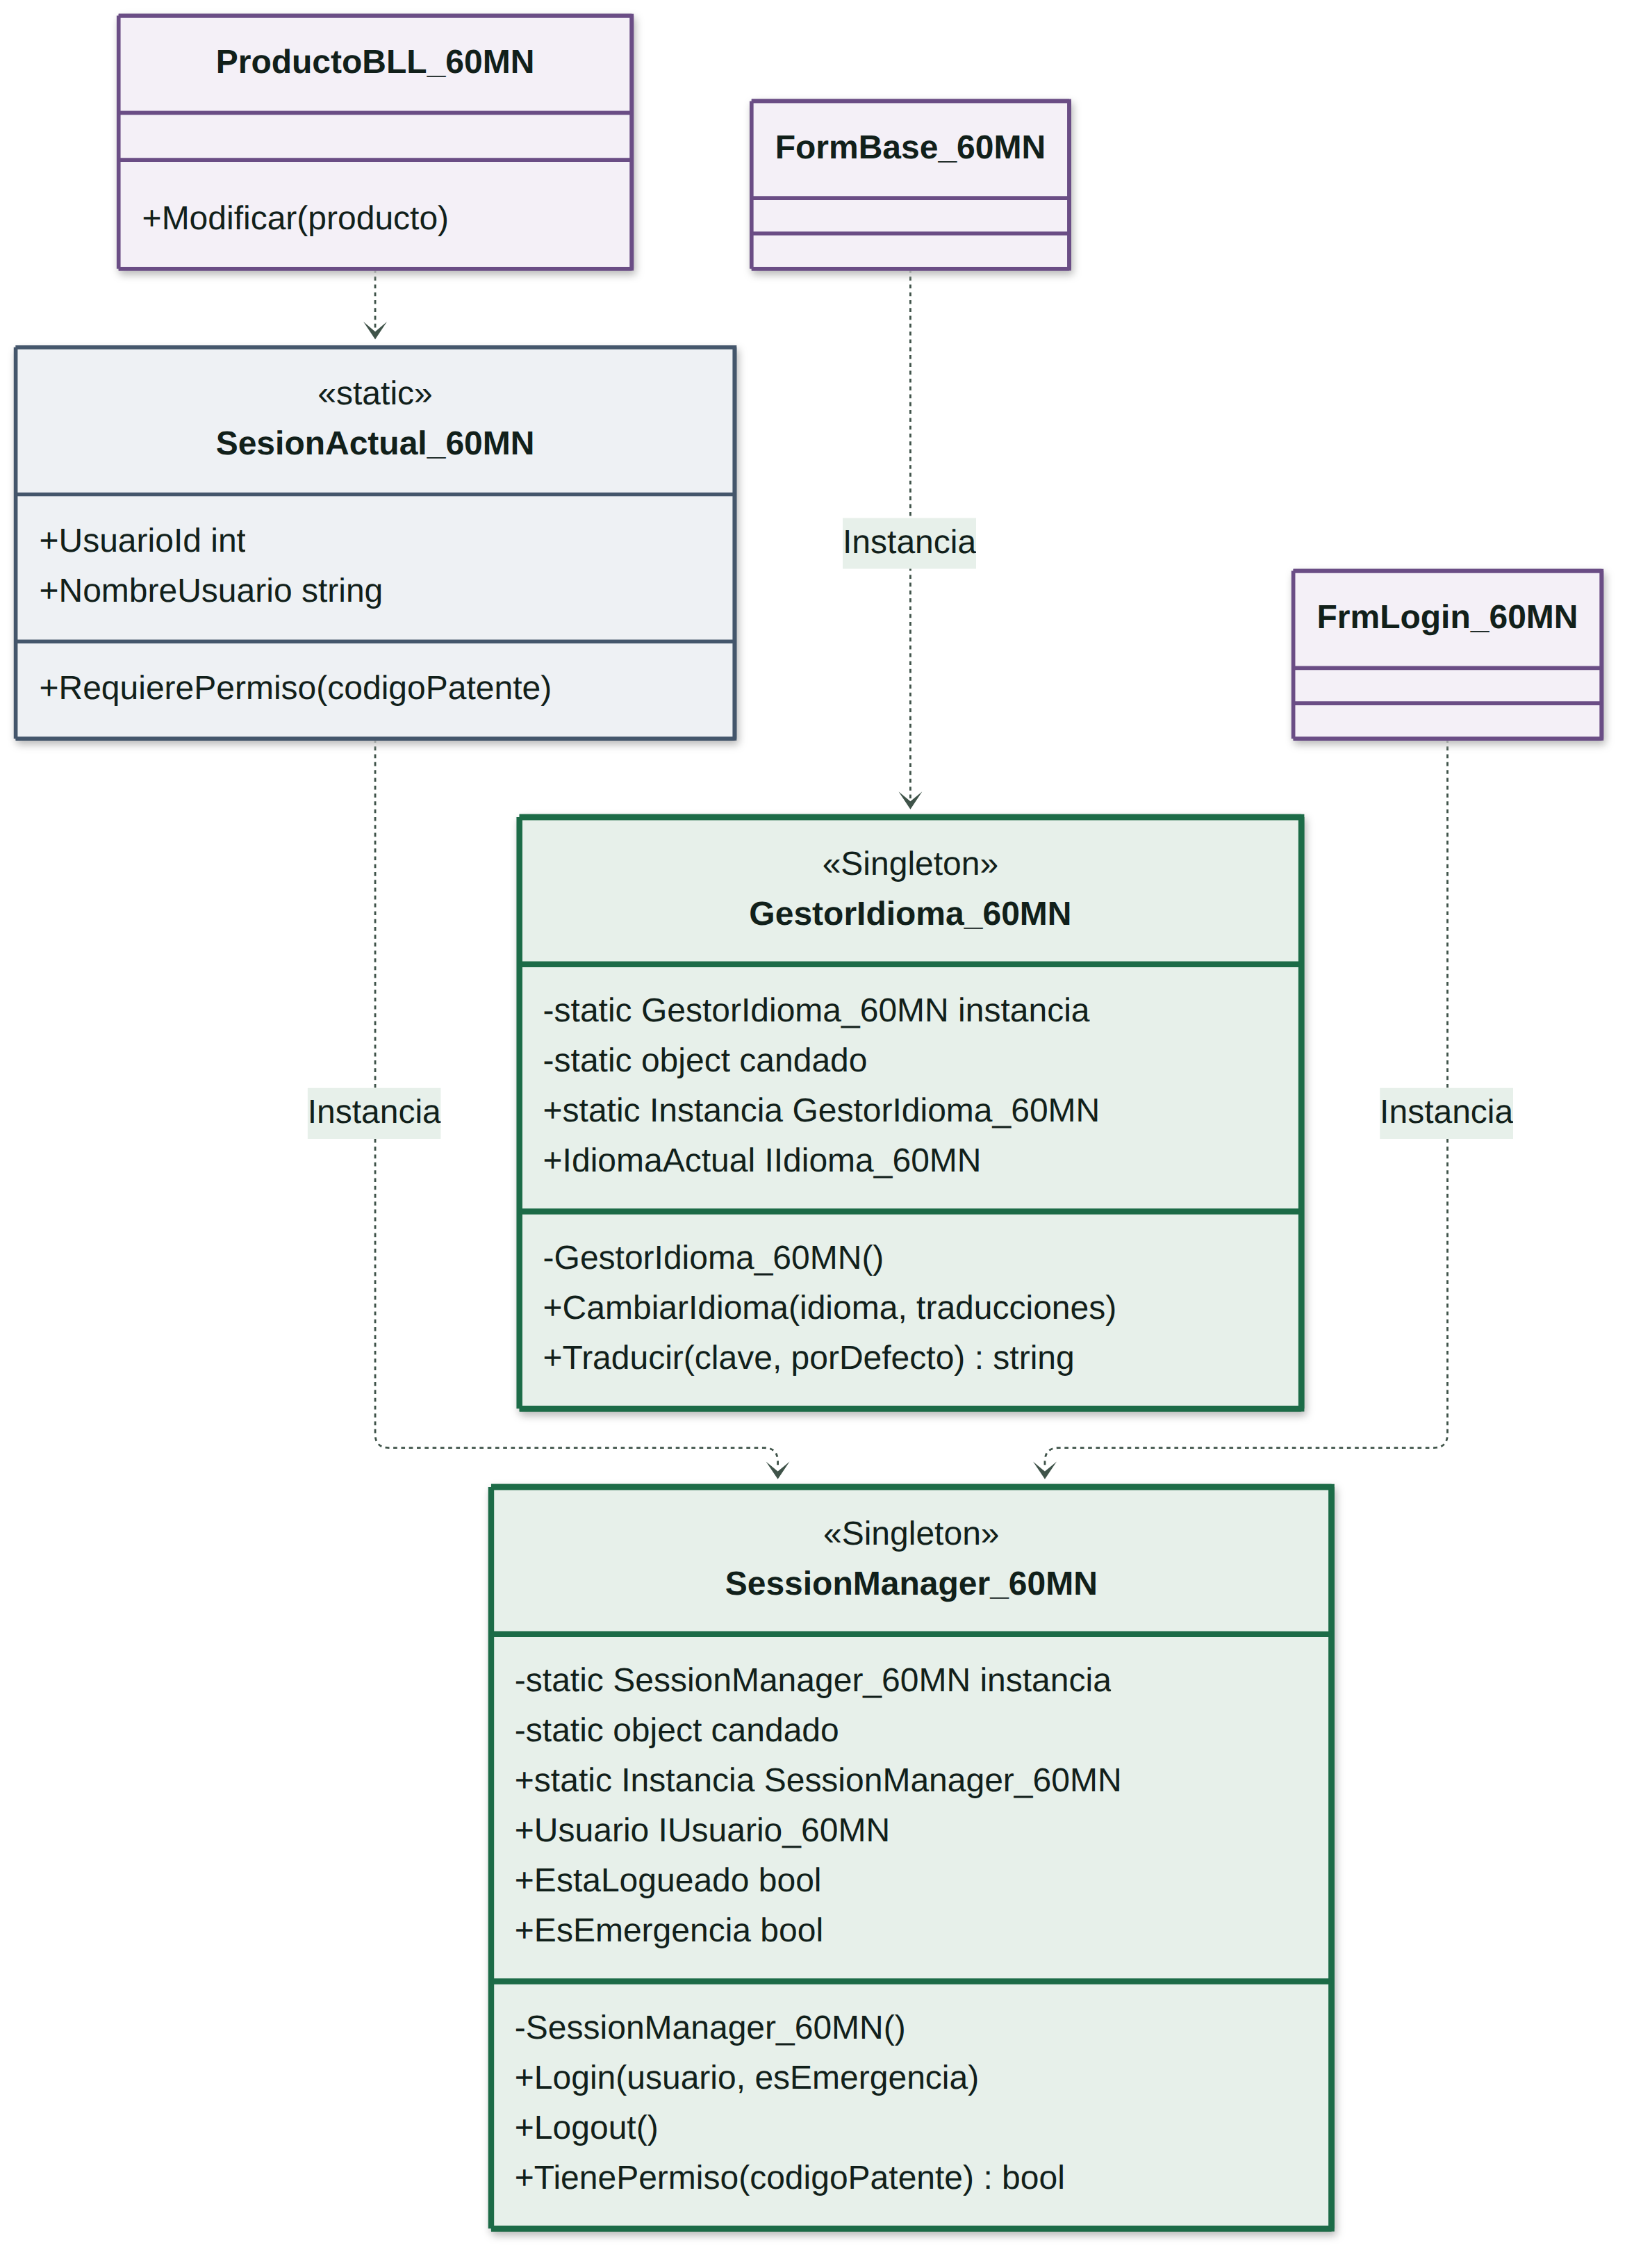 ProductoBLL_60MN
+Modificar(producto)
FormBase_60MN
«static»
SesionActual_60MN
+UsuarioId int
+NombreUsuario string
+RequierePermiso(codigoPatente)
Instancia
FrmLogin_60MN
«Singleton»
GestorIdioma_60MN
-static GestorIdioma_60MN instancia
-static object candado
+static Instancia GestorIdioma_60MN
+IdiomaActual IIdioma_60MN
-GestorIdioma_60MN()
+CambiarIdioma(idioma, traducciones)
+Traducir(clave, porDefecto) : string
Instancia
Instancia
«Singleton»
SessionManager_60MN
-static SessionManager_60MN instancia
-static object candado
+static Instancia SessionManager_60MN
+Usuario IUsuario_60MN
+EstaLogueado bool
+EsEmergencia bool
-SessionManager_60MN()
+Login(usuario, esEmergencia)
+Logout()
+TienePermiso(codigoPatente) : bool